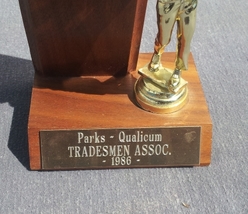 Parks - Qualicum
TRADESMEN ASSOC.
- 1986 -